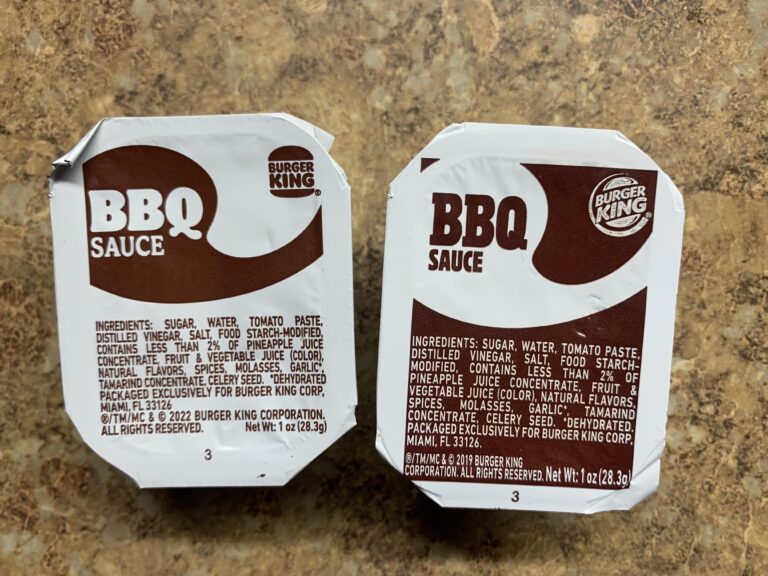 BBQ
SAUCE
BURGER
KING®
INGREDIENTS: SUGAR, WATER, TOMATO PASTE,
DISTILLED VINEGAR, SALT, FOOD STARCH-MODIFIED,
CONTAINS LESS THAN 2% OF PINEAPPLE JUICE
CONCENTRATE, FRUIT & VEGETABLE JUICE (COLOR),
NATURAL FLAVORS, SPICES, MOLASSES, GARLIC*,
TAMARIND CONCENTRATE, CELERY SEED. *DEHYDRATED
PACKAGED EXCLUSIVELY FOR BURGER KING CORP,
MIAMI, FL 33126
®/TM/MC & © 2022 BURGER KING CORPORATION.
ALL RIGHTS RESERVED. Net Wt: 1 oz (28.3g)
3
BBQ
SAUCE
BURGER
KING®
INGREDIENTS: SUGAR, WATER, TOMATO PASTE,
DISTILLED VINEGAR, SALT, FOOD STARCH-
MODIFIED, CONTAINS LESS THAN 2% OF
PINEAPPLE JUICE CONCENTRATE, FRUIT &
VEGETABLE JUICE (COLOR), NATURAL FLAVORS,
SPICES, MOLASSES, GARLIC*, TAMARIND
CONCENTRATE, CELERY SEED. *DEHYDRATED.
PACKAGED EXCLUSIVELY FOR BURGER KING CORP,
MIAMI, FL 33126.
®/TM/MC & © 2019 BURGER KING
CORPORATION. ALL RIGHTS RESERVED. Net Wt: 1 oz (28.3g)
3